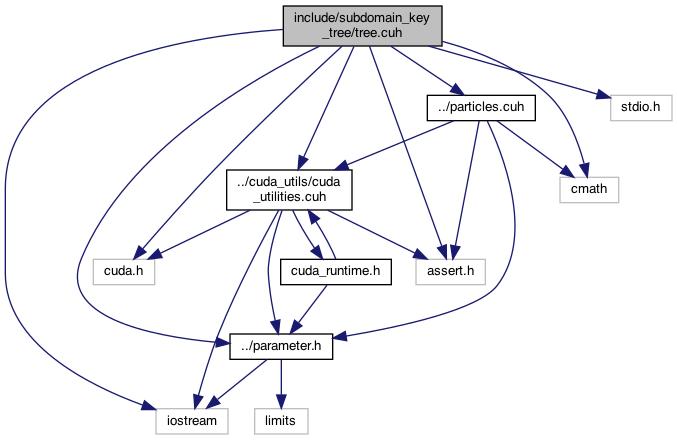 include/subdomain_key
_tree/tree.cuh
../particles.cuh
stdio.h
../cuda_utils/cuda
_utilities.cuh
cmath
cuda.h
cuda_runtime.h
assert.h
../parameter.h
iostream
limits